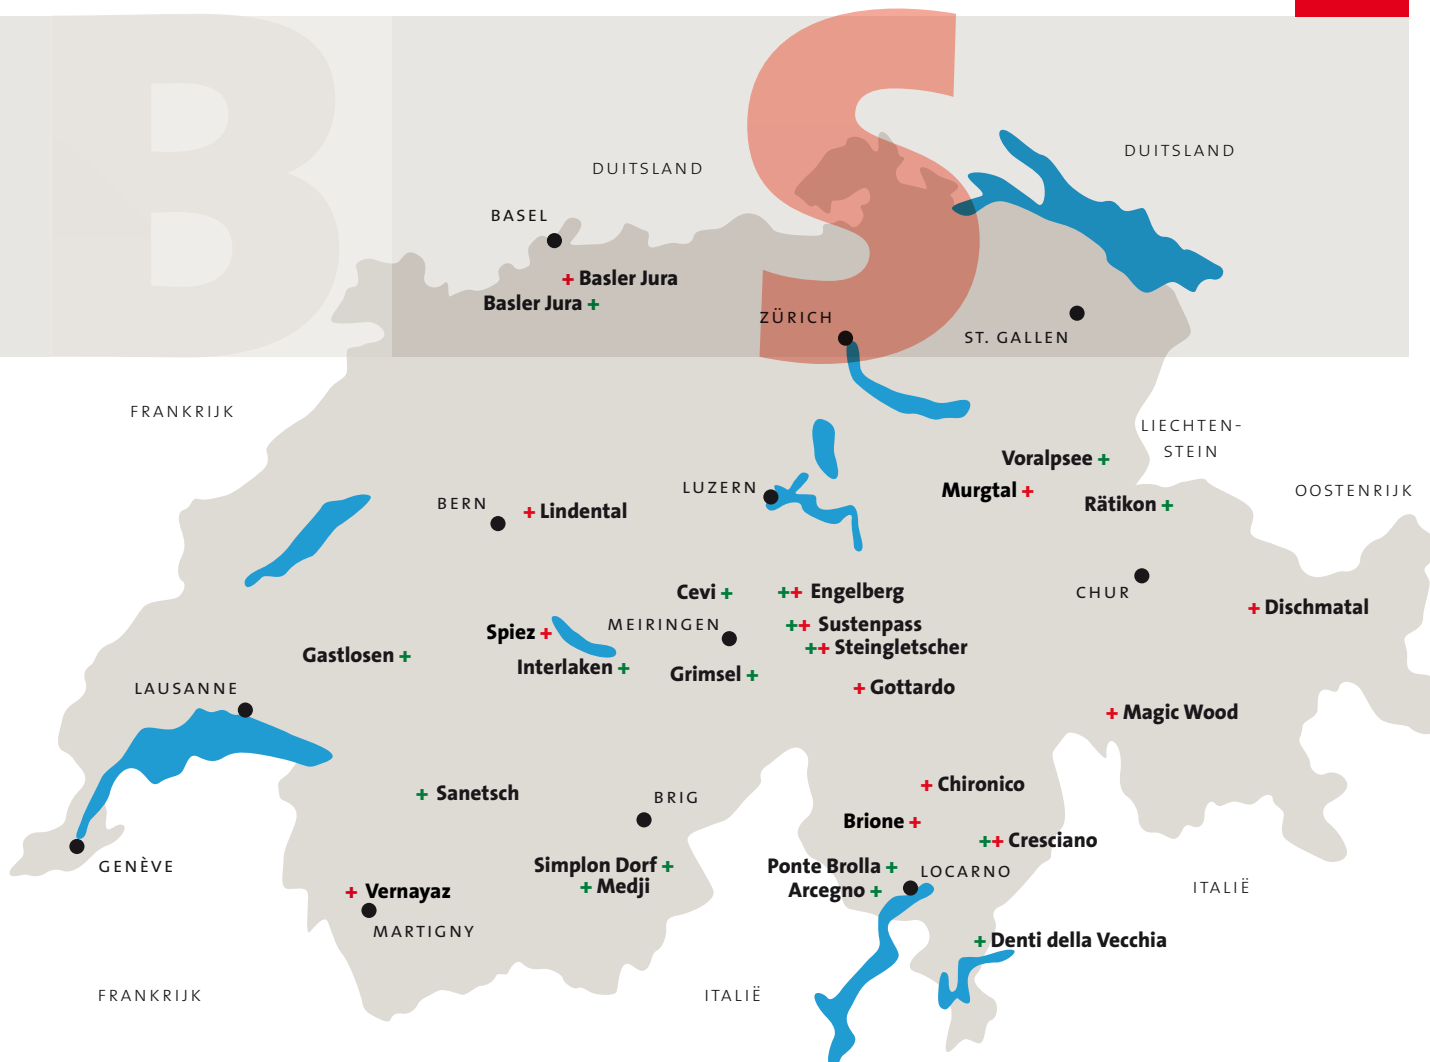 B S
DUITSLAND
DUITSLAND
BASEL
+ Basler Jura
Basler Jura +
ZÜRICH
ST. GALLEN
FRANKRIJK
LIECHTEN-
STEIN
Voralpsee +
Murgtal +
Rätikon +
OOSTENRIJK
LUZERN
BERN
+ Lindental
CHUR
Cevi +
++ Engelberg
+ Dischmatal
MEIRINGEN
++ Sustenpass
Spiez +
++ Steingletscher
Gastlosen +
Interlaken +
Grimsel +
+ Gottardo
LAUSANNE
+ Magic Wood
+ Sanetsch
BRIG
+ Chironico
Brione +
++ Cresciano
GENÈVE
Simplon Dorf +
+ Medji
Ponte Brolla +
LOCARNO
Arcegno +
ITALIË
+ Vernayaz
MARTIGNY
+ Denti della Vecchia
FRANKRIJK
ITALIË